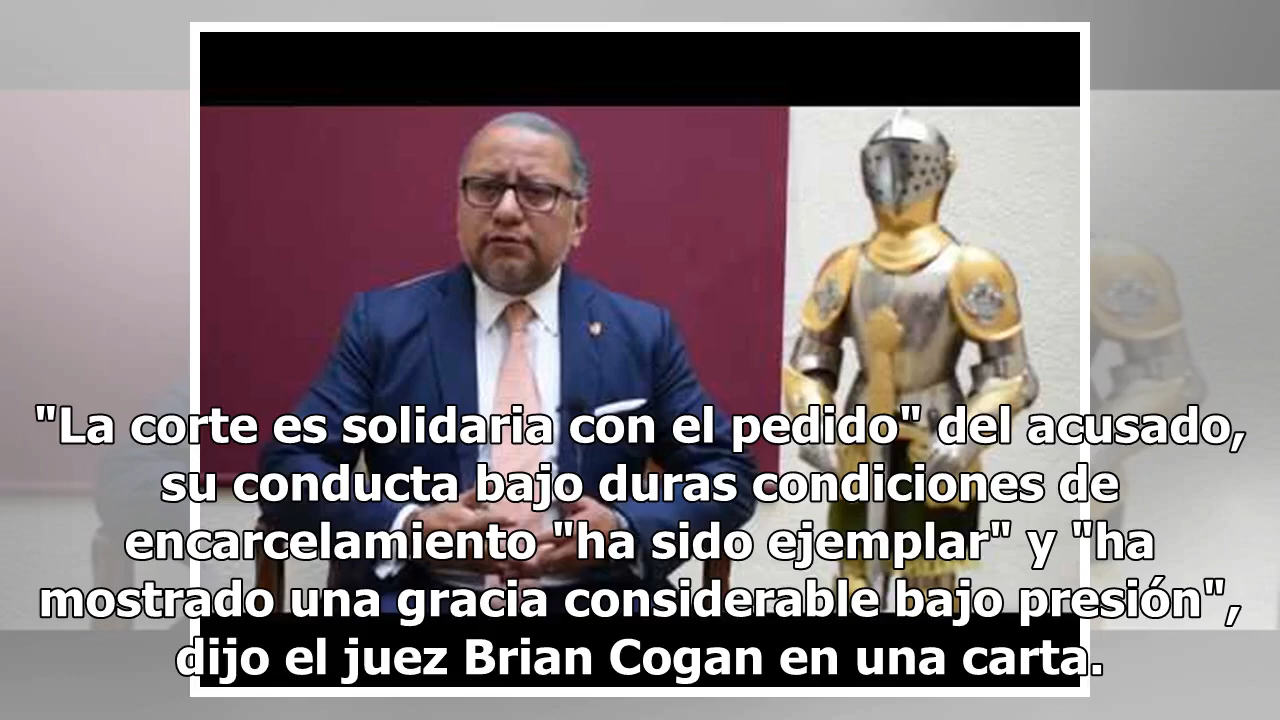 "La corte es solidaria con el pedido" del acusado,
su conducta bajo duras condiciones de
encarcelamiento "ha sido ejemplar" y "ha
mostrado una gracia considerable bajo presión",
dijo el juez Brian Cogan en una carta.